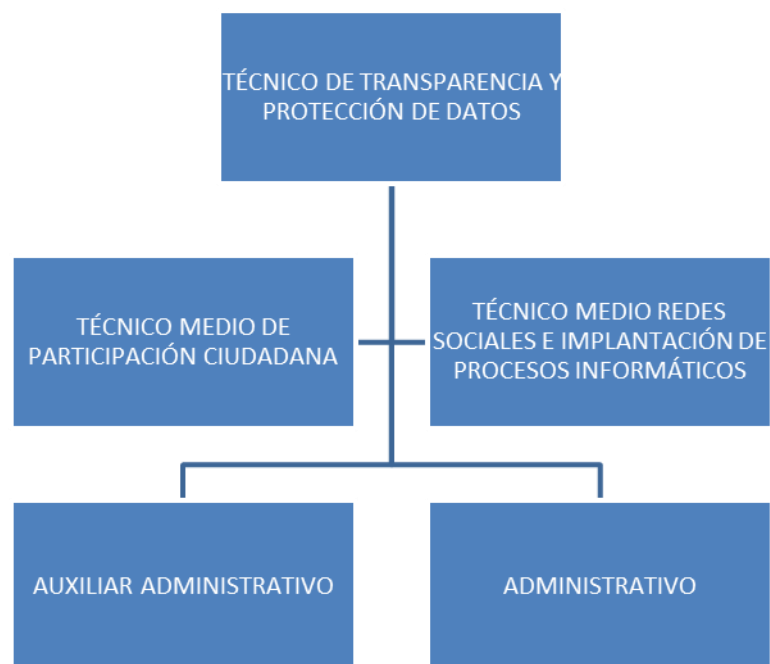 TÉCNICO DE TRANSPARENCIA Y
PROTECCIÓN DE DATOS
TÉCNICO MEDIO DE
PARTICIPACIÓN CIUDADANA
TÉCNICO MEDIO REDES
SOCIALES E IMPLANTACIÓN DE
PROCESOS INFORMÁTICOS
AUXILIAR ADMINISTRATIVO
ADMINISTRATIVO